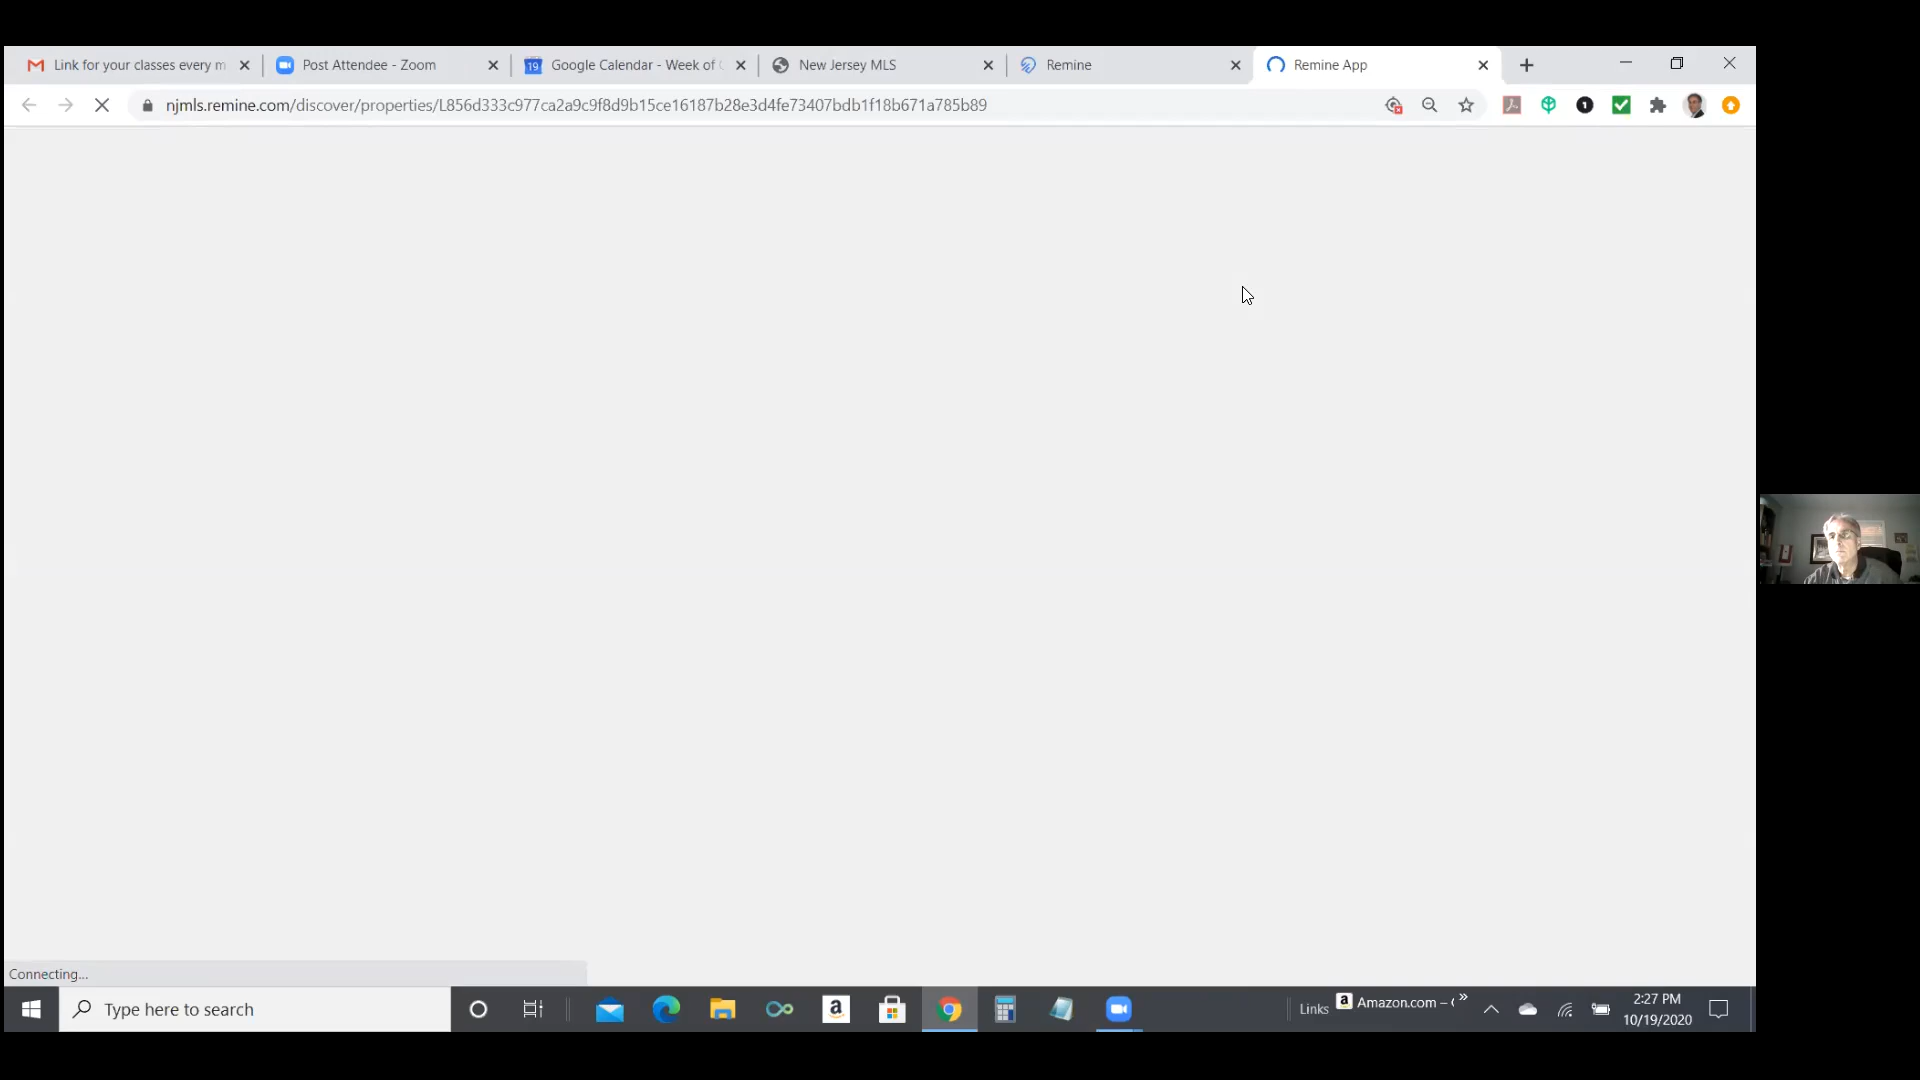 Link for your classes every m
Post Attendee - Zoom
19
Google Calendar - Week of
New Jersey MLS
Remine
Remine App
njmls.remine.com/discover/properties/L856d333c977ca2a9c9f8d9b15ce16187b28e3d4fe73407bdb1f18b671a785b89
Connecting...
Type here to search
a
Links
a
Amazon.com – (
2:27 PM
10/19/2020